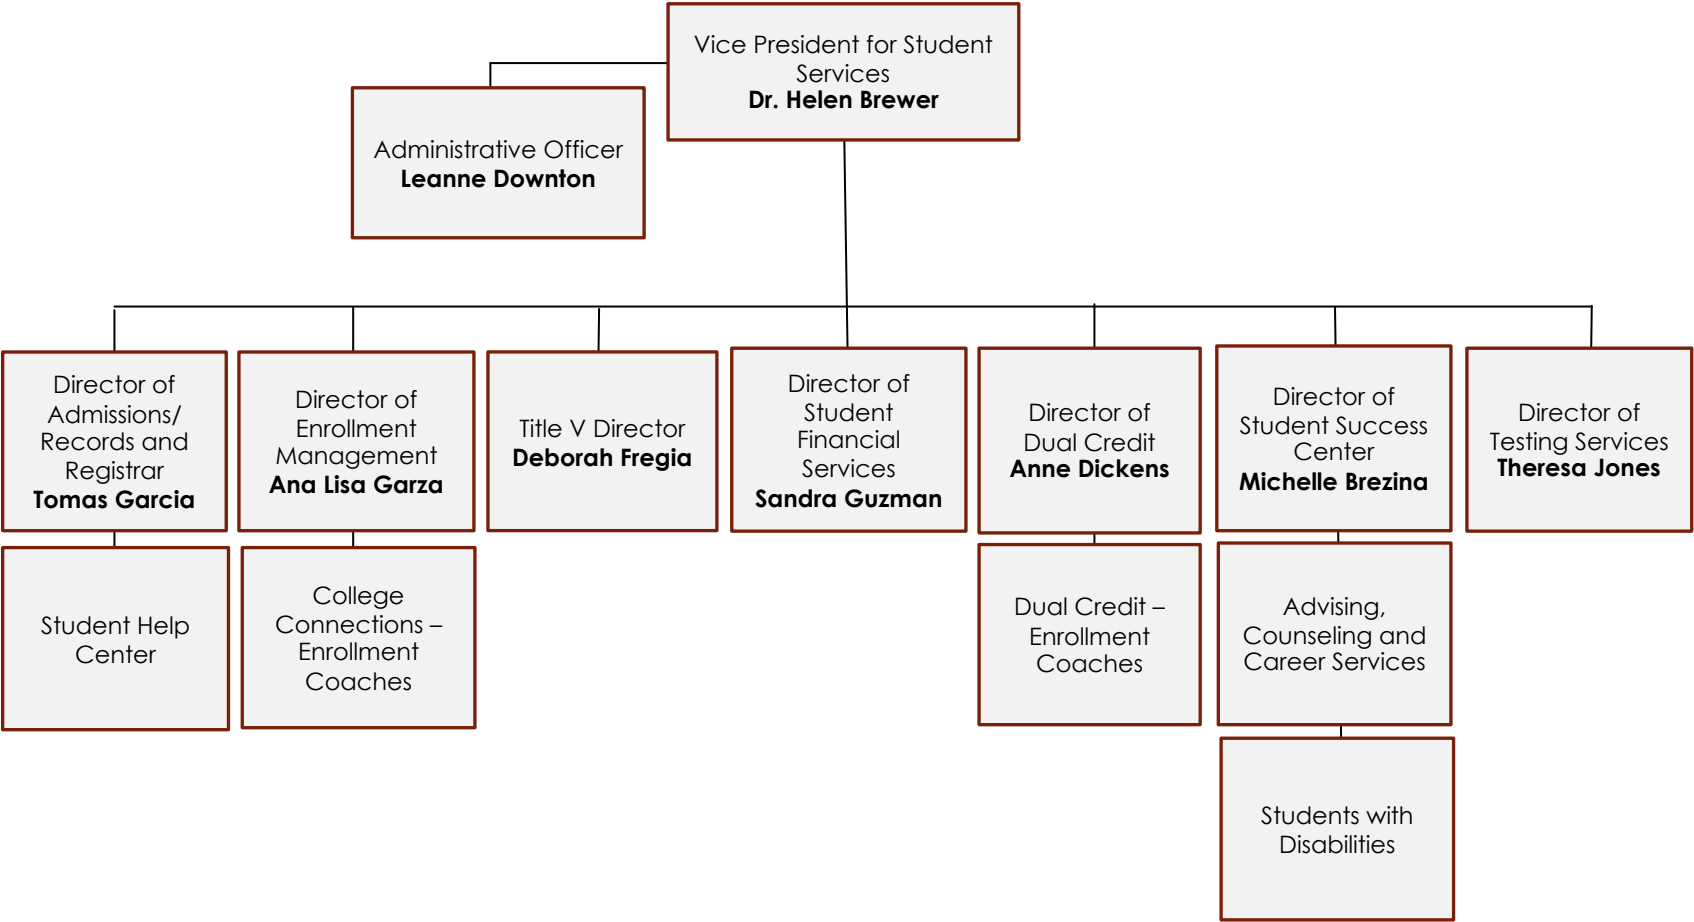 Vice President for Student
Services
Dr. Helen Brewer
Administrative Officer
Leanne Downton
Director of
Admissions/
Records and
Registrar
Tomas Garcia
Director of
Enrollment
Management
Ana Lisa Garza
Title V Director
Deborah Fregia
Director of
Student
Financial
Services
Sandra Guzman
Director of
Dual Credit
Anne Dickens
Director of
Student Success
Center
Michelle Brezina
Director of
Testing Services
Theresa Jones
Student Help
Center
College
Connections –
Enrollment
Coaches
Dual Credit –
Enrollment
Coaches
Advising,
Counseling and
Career Services
Students with
Disabilities